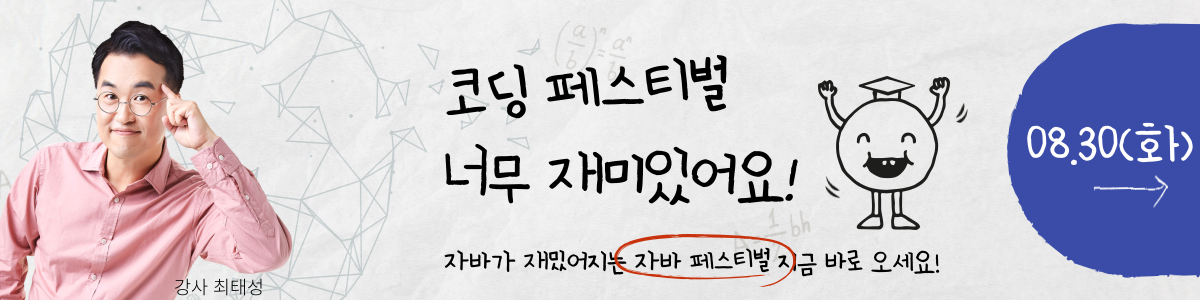 코딩 페스티벌
너무 재미있어요!
자바가 재밌어지는 자바 페스티벌 지금 바로 오세요!
강사 최태성
08.30(화)